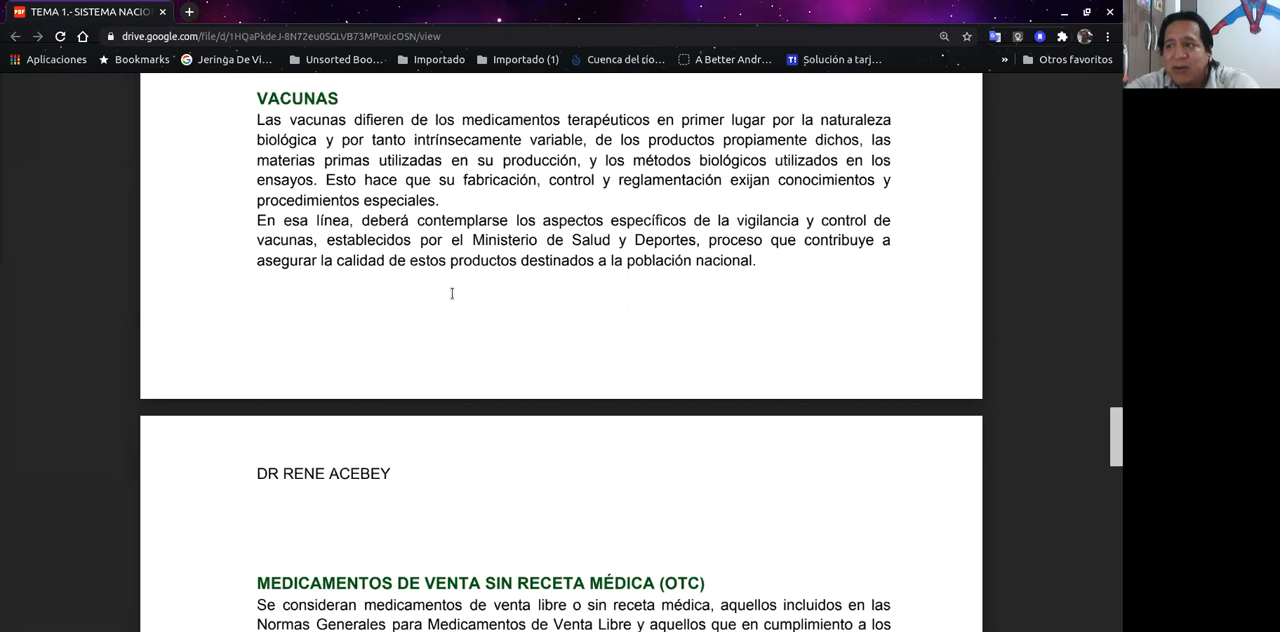 TEMA 1.- SISTEMA NACIO
drive.google.com/file/d/1HQaPkdeJ-8N72eu0SGLVB73MPoxicOSN/view
Aplicaciones Bookmarks Jeringa De Vi... Unsorted Boo... Importado Importado (1) Cuenca del río... A Better Andr... T! Solución a tarj... » Otros favoritos
VACUNAS
Las vacunas difieren de los medicamentos terapéuticos en primer lugar por la naturaleza
biológica y por tanto intrínsecamente variable, de los productos propiamente dichos, las
materias primas utilizadas en su producción, y los métodos biológicos utilizados en los
ensayos. Esto hace que su fabricación, control y reglamentación exijan conocimientos y
procedimientos especiales.
En esa línea, deberá contemplarse los aspectos específicos de la vigilancia y control de
vacunas, establecidos por el Ministerio de Salud y Deportes, proceso que contribuye a
asegurar la calidad de estos productos destinados a la población nacional.
DR RENE ACEBEY
MEDICAMENTOS DE VENTA SIN RECETA MÉDICA (OTC)
Se consideran medicamentos de venta libre o sin receta médica, aquellos incluidos en las
Normas Generales para Medicamentos de Venta Libre y aquellos que en cumplimiento a los